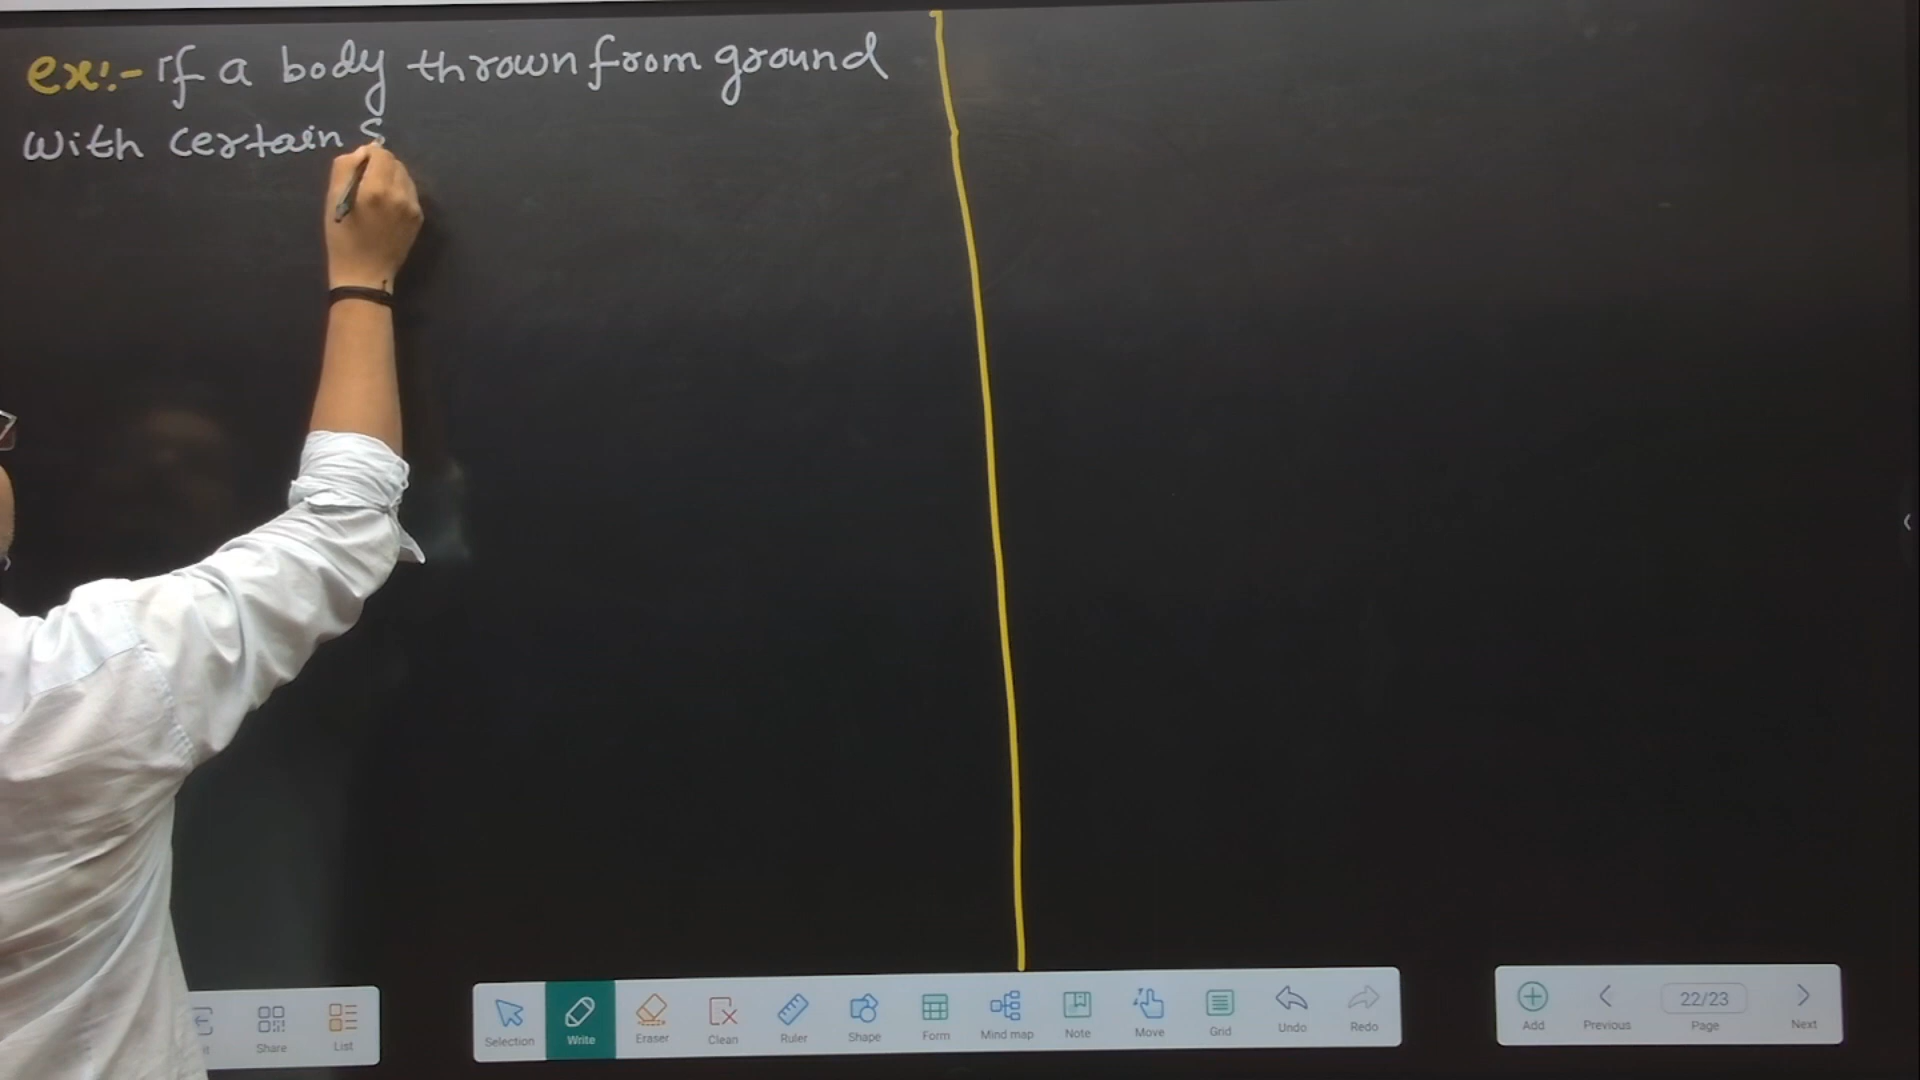 ex:- If a body thrown from ground
with certain S
Share
List
Selection
Write
Eraser
Clean
Ruler
Shape
Form
Mind map
Note
Move
Grid
Undo
Redo
Add
Previous
22/23
Page
Next